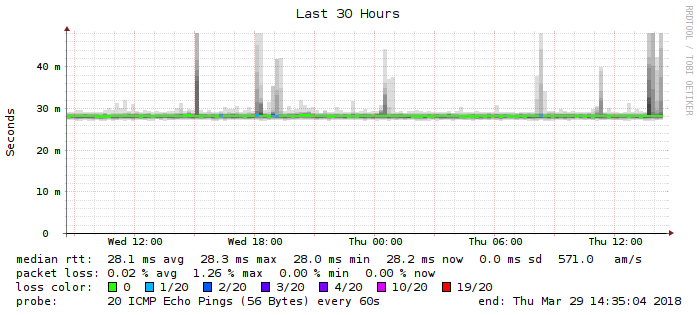 Last 30 Hours
RRDTOOL / TOBI OETIKER
Seconds
40 m
30 m
20 m
10 m
0
Wed 12:00 Wed 18:00 Thu 00:00 Thu 06:00 Thu 12:00
median rtt: 28.1 ms avg 28.3 ms max 28.0 ms min 28.2 ms now 0.0 ms sd 571.0 am/s
packet loss: 0.02 % avg 1.26 % max 0.00 % min 0.00 % now
loss color: 0 1/20 2/20 3/20 4/20 10/20 19/20
probe: 20 ICMP Echo Pings (56 Bytes) every 60s end: Thu Mar 29 14:35:04 2018